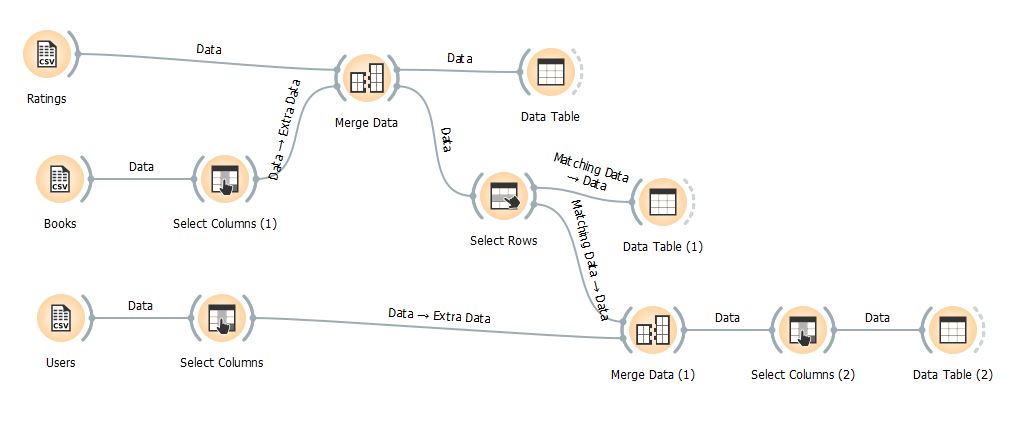 Data
Data
CSV
Ratings
Merge Data
Data Table
Data → Extra Data
Data
Matching Data
→ Data
Data
CSV
Books
Select Columns (1)
Select Rows
Data Table (1)
Matching Data → Data
Data
CSV
Users
Select Columns
Data → Extra Data
Data
Data
Merge Data (1)
Select Columns (2)
Data Table (2)